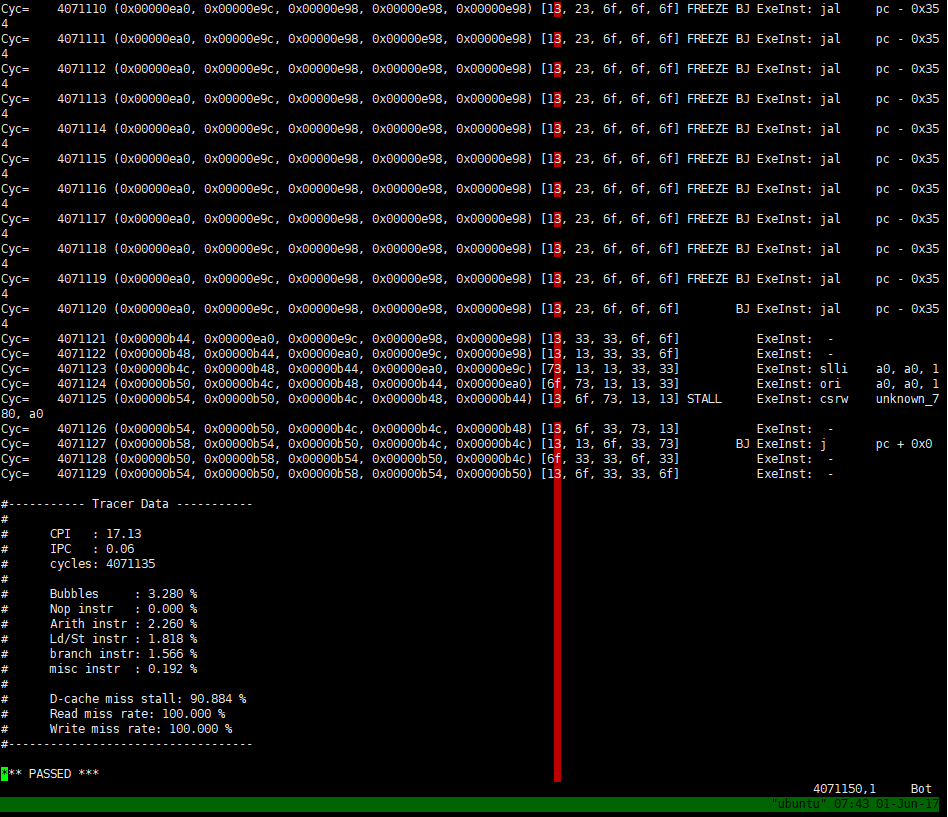 Cyc=    4071110 (0x00000ea0, 0x00000e9c, 0x00000e98, 0x00000e98, 0x00000e98) [13, 23, 6f, 6f, 6f] FREEZE BJ ExeInst: jal     pc - 0x35
4
Cyc=    4071111 (0x00000ea0, 0x00000e9c, 0x00000e98, 0x00000e98, 0x00000e98) [13, 23, 6f, 6f, 6f] FREEZE BJ ExeInst: jal     pc - 0x35
4
Cyc=    4071112 (0x00000ea0, 0x00000e9c, 0x00000e98, 0x00000e98, 0x00000e98) [13, 23, 6f, 6f, 6f] FREEZE BJ ExeInst: jal     pc - 0x35
4
Cyc=    4071113 (0x00000ea0, 0x00000e9c, 0x00000e98, 0x00000e98, 0x00000e98) [13, 23, 6f, 6f, 6f] FREEZE BJ ExeInst: jal     pc - 0x35
4
Cyc=    4071114 (0x00000ea0, 0x00000e9c, 0x00000e98, 0x00000e98, 0x00000e98) [13, 23, 6f, 6f, 6f] FREEZE BJ ExeInst: jal     pc - 0x35
4
Cyc=    4071115 (0x00000ea0, 0x00000e9c, 0x00000e98, 0x00000e98, 0x00000e98) [13, 23, 6f, 6f, 6f] FREEZE BJ ExeInst: jal     pc - 0x35
4
Cyc=    4071116 (0x00000ea0, 0x00000e9c, 0x00000e98, 0x00000e98, 0x00000e98) [13, 23, 6f, 6f, 6f] FREEZE BJ ExeInst: jal     pc - 0x35
4
Cyc=    4071117 (0x00000ea0, 0x00000e9c, 0x00000e98, 0x00000e98, 0x00000e98) [13, 23, 6f, 6f, 6f] FREEZE BJ ExeInst: jal     pc - 0x35
4
Cyc=    4071118 (0x00000ea0, 0x00000e9c, 0x00000e98, 0x00000e98, 0x00000e98) [13, 23, 6f, 6f, 6f] FREEZE BJ ExeInst: jal     pc - 0x35
4
Cyc=    4071119 (0x00000ea0, 0x00000e9c, 0x00000e98, 0x00000e98, 0x00000e98) [13, 23, 6f, 6f, 6f] FREEZE BJ ExeInst: jal     pc - 0x35
4
Cyc=    4071120 (0x00000ea0, 0x00000e9c, 0x00000e98, 0x00000e98, 0x00000e98) [13, 23, 6f, 6f, 6f]        BJ ExeInst: jal     pc - 0x35
4
Cyc=    4071121 (0x00000b44, 0x00000ea0, 0x00000e9c, 0x00000e98, 0x00000e98) [13, 33, 33, 6f, 6f]           ExeInst:  -
Cyc=    4071122 (0x00000b48, 0x00000b44, 0x00000ea0, 0x00000e9c, 0x00000e98) [13, 13, 33, 33, 6f]           ExeInst:  -
Cyc=    4071123 (0x00000b4c, 0x00000b48, 0x00000b44, 0x00000ea0, 0x00000e9c) [73, 13, 13, 33, 33]           ExeInst: slli    a0, a0, 1
Cyc=    4071124 (0x00000b50, 0x00000b4c, 0x00000b48, 0x00000b44, 0x00000ea0) [6f, 73, 13, 13, 33]           ExeInst: ori     a0, a0, 1
Cyc=    4071125 (0x00000b54, 0x00000b50, 0x00000b4c, 0x00000b48, 0x00000b44) [13, 6f, 73, 13, 13] STALL     ExeInst: csrw    unknown_7
80, a0
Cyc=    4071126 (0x00000b54, 0x00000b50, 0x00000b4c, 0x00000b4c, 0x00000b48) [13, 6f, 33, 73, 13]           ExeInst:  -
Cyc=    4071127 (0x00000b58, 0x00000b54, 0x00000b50, 0x00000b4c, 0x00000b4c) [13, 13, 6f, 33, 73]        BJ ExeInst: j       pc + 0x0
Cyc=    4071128 (0x00000b50, 0x00000b58, 0x00000b54, 0x00000b50, 0x00000b4c) [6f, 33, 33, 6f, 33]           ExeInst:  -
Cyc=    4071129 (0x00000b54, 0x00000b50, 0x00000b58, 0x00000b54, 0x00000b50) [13, 6f, 33, 33, 6f]           ExeInst:  -
#----------- Tracer Data -----------
#
#      CPI   : 17.13
#      IPC   : 0.06
#      cycles: 4071135
#
#      Bubbles     : 3.280 %
#      Nop instr   : 0.000 %
#      Arith instr : 2.260 %
#      Ld/St instr : 1.818 %
#      branch instr: 1.566 %
#      misc instr  : 0.192 %
#
#      D-cache miss stall: 90.884 %
#      Read miss rate: 100.000 %
#      Write miss rate: 100.000 %
#-----------------------------------
*** PASSED ***
4071150,1     Bot
"ubuntu" 07:43 01-Jun-17